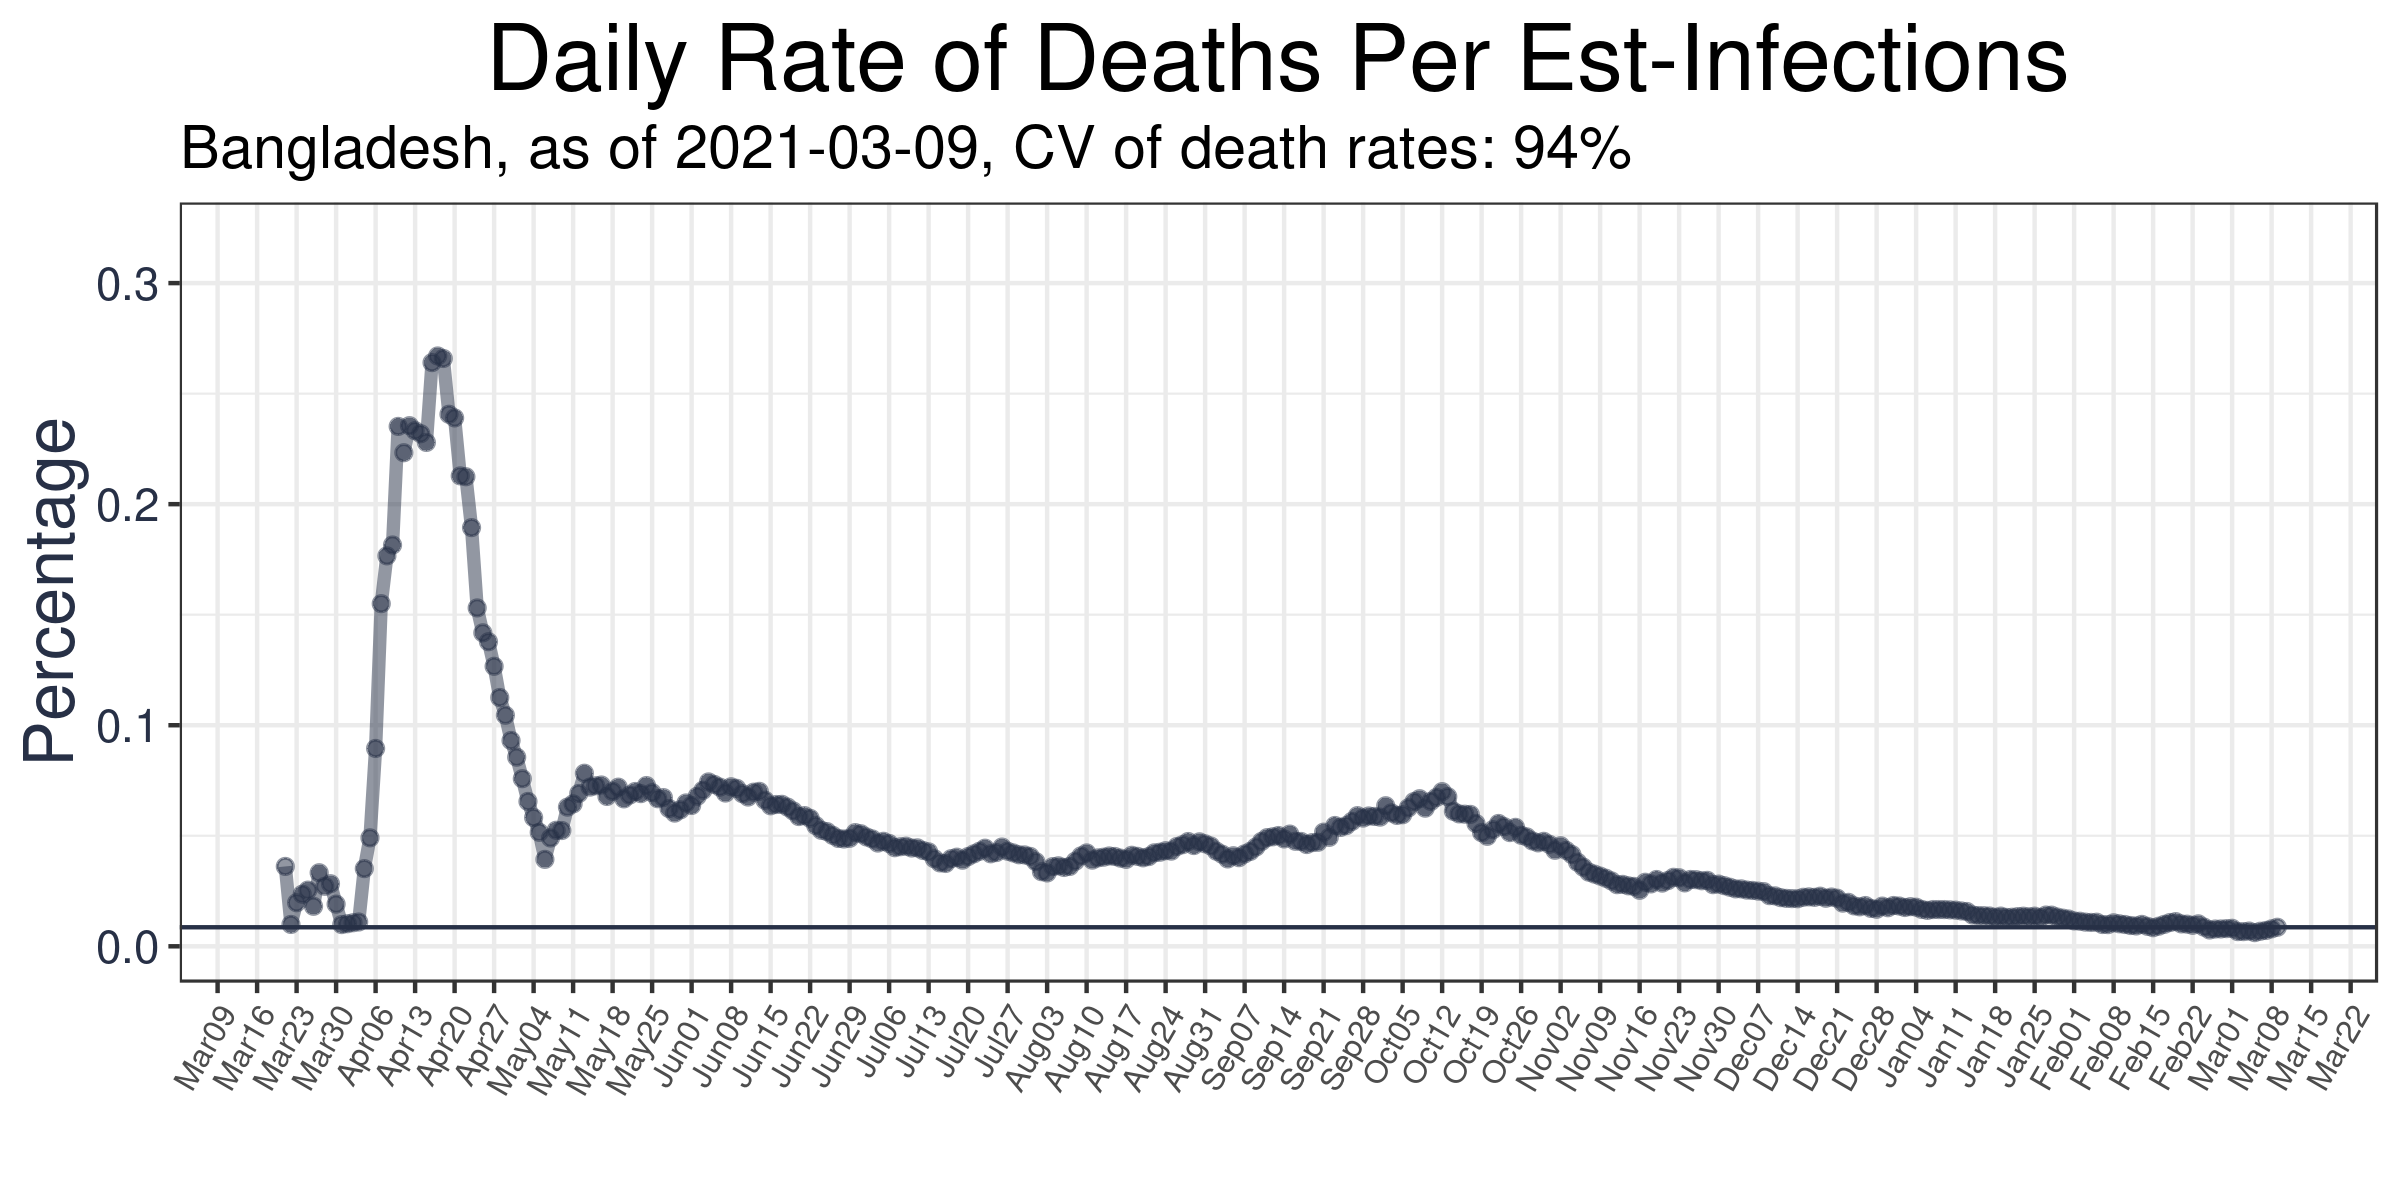 Daily Rate of Deaths Per Est-Infections
Bangladesh, as of 2021-03-09, CV of death rates: 94%
Percentage
0.3
0.2
0.1
0.0
Mar09
Mar16
Mar23
Mar30
Apr06
Apr13
Apr20
Apr27
May04
May11
May18
May25
Jun01
Jun08
Jun15
Jun22
Jun29
Jul06
Jul13
Jul20
Jul27
Aug03
Aug10
Aug17
Aug24
Aug31
Sep07
Sep14
Sep21
Sep28
Oct05
Oct12
Oct19
Oct26
Nov02
Nov09
Nov16
Nov23
Nov30
Dec07
Dec14
Dec21
Dec28
Jan04
Jan11
Jan18
Jan25
Feb01
Feb08
Feb15
Feb22
Mar01
Mar08
Mar15
Mar22